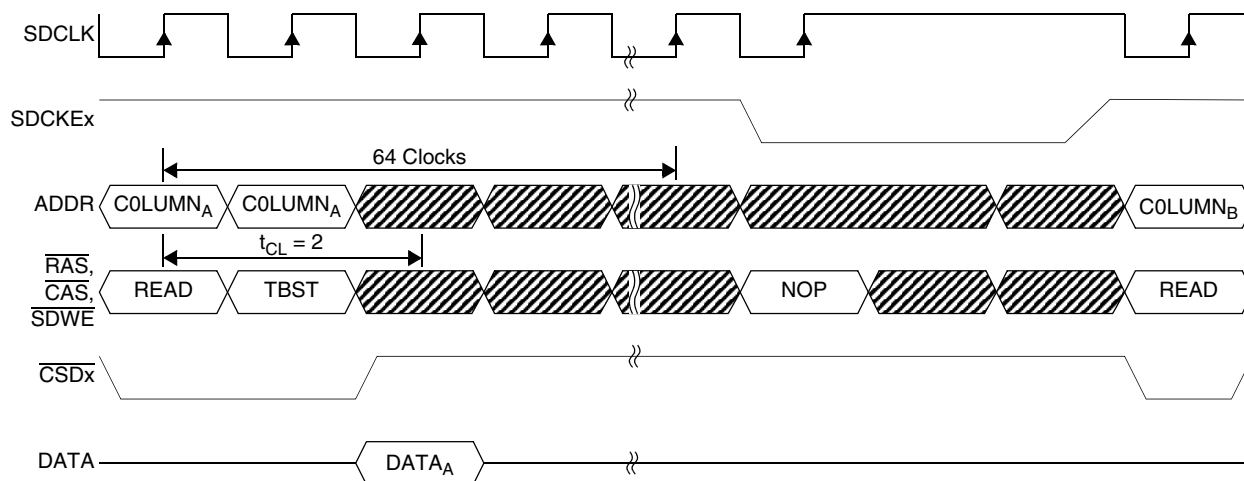 SDCLK
SDCKEx
64 Clocks
ADDR C0LUMNA C0LUMNA C0LUMNB
tCL = 2
RAS,
CAS,
SDWE
READ TBST NOP READ
CSDx
DATA DATAA